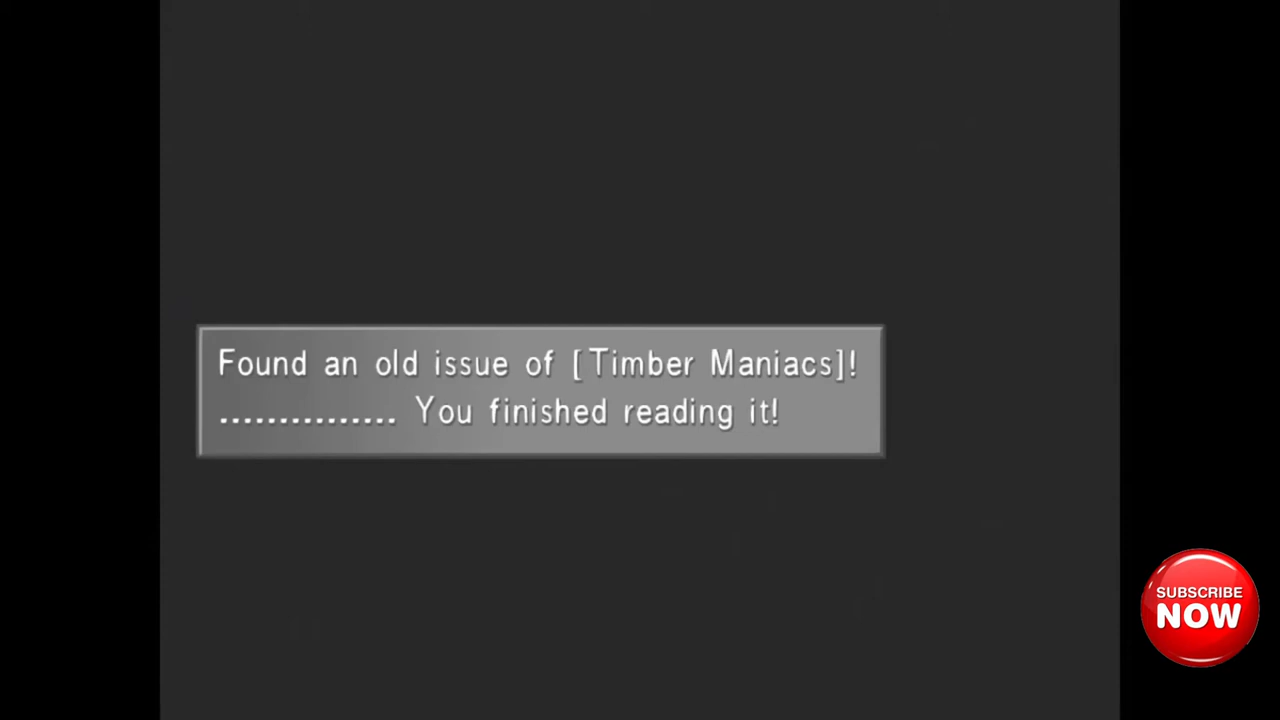 Found an old issue of [Timber Maniacs]!
............... You finished reading it!
SUBSCRIBE
NOW